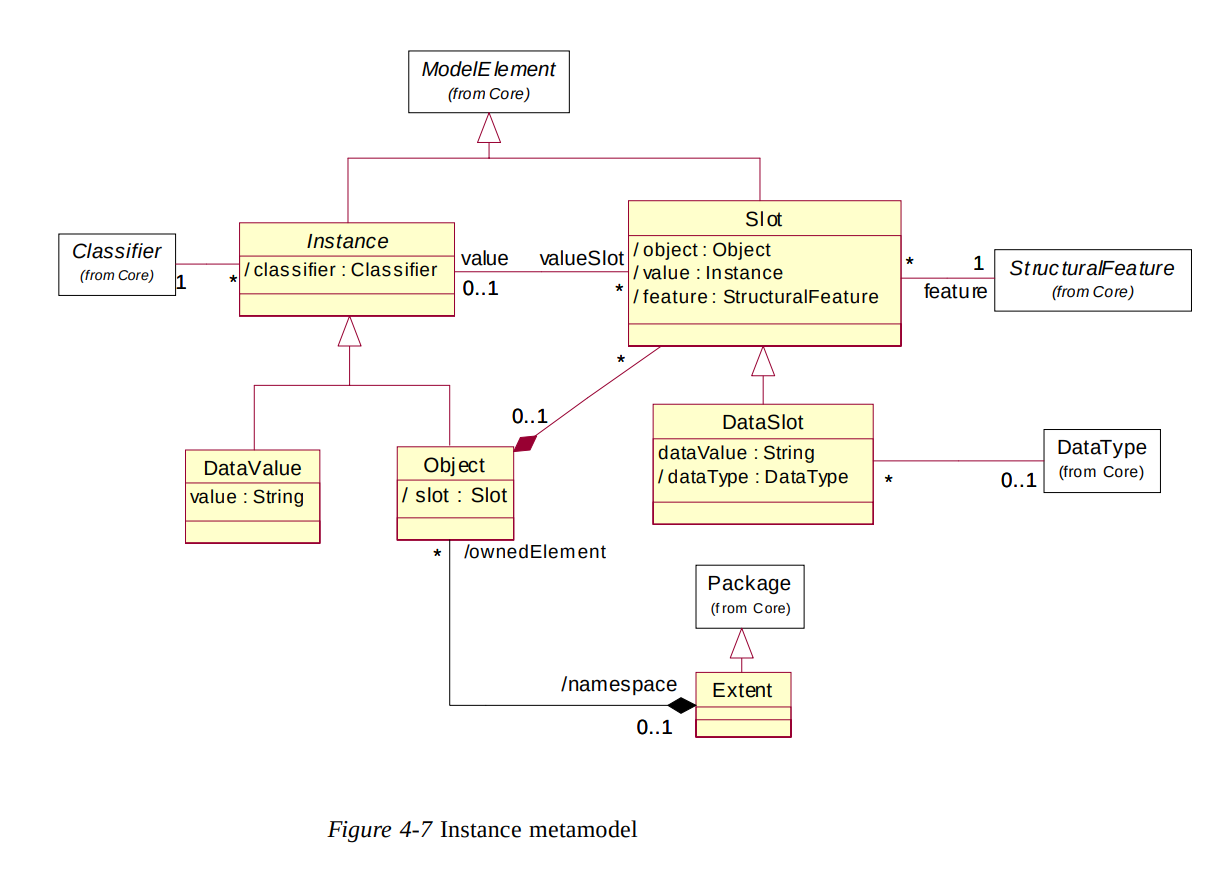 ModelElement
(from Core)
Classifier
(from Core)
1
*
Instance
/ classifier : Classifier
value
0..1
valueSlot
*
Slot
/ object : Object
/ value : Instance
/ feature : StructuralFeature
*
1
feature
StructuralFeature
(from Core)
*
0..1
DataValue
value : String
Object
/ slot : Slot
DataSlot
dataValue : String
/ dataType : DataType
*
0..1
DataType
(from Core)
*
/ownedElement
Package
(from Core)
/namespace
0..1
Extent
Figure 4-7 Instance metamodel